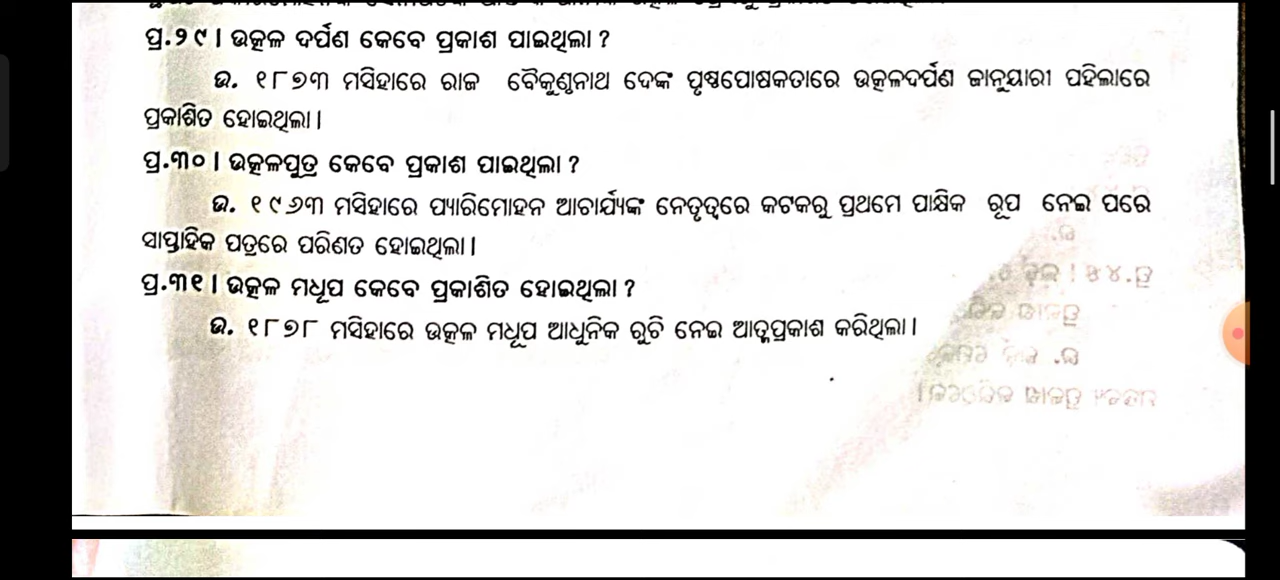 ପ୍ର.୨୯। ଉତ୍କଳ ଦର୍ପଣ କେବେ ପ୍ରକାଶ ପାଇଥିଲା ?
ଉ. ୧୮୭୩ ମସିହାରେ ରାଜା ବୈକୁଣ୍ଠନାଥ ଦେଙ୍କ ପୃଷ୍ଠପୋଷକତାରେ ଉତ୍କଳଦର୍ପଣ ଜାନୁୟାରୀ ପହିଲାରେ
ପ୍ରକାଶିତ ହୋଇଥିଲା।
ପ୍ର.୩୦। ଉତ୍କଳପୁତ୍ର କେବେ ପ୍ରକାଶ ପାଇଥିଲା ?
ଉ. ୧୯୬୩ ମସିହାରେ ପ୍ୟାରିମୋହନ ଆଚାର୍ଯ୍ୟଙ୍କ ନେତୃତ୍ୱରେ କଟକରୁ ପ୍ରଥମେ ପାକ୍ଷିକ ରୂପ ନେଇ ପରେ
ସାପ୍ତାହିକ ପତ୍ରରେ ପରିଣତ ହୋଇଥିଲା।
ପ୍ର.୩୧। ଉତ୍କଳ ମଧୂପ କେବେ ପ୍ରକାଶିତ ହୋଇଥିଲା ?
ଉ. ୧୮୭୮ ମସିହାରେ ଉତ୍କଳ ମଧୂପ ଆଧୁନିକ ରୁଚି ନେଇ ଆତ୍ମପ୍ରକାଶ କରିଥିଲା।